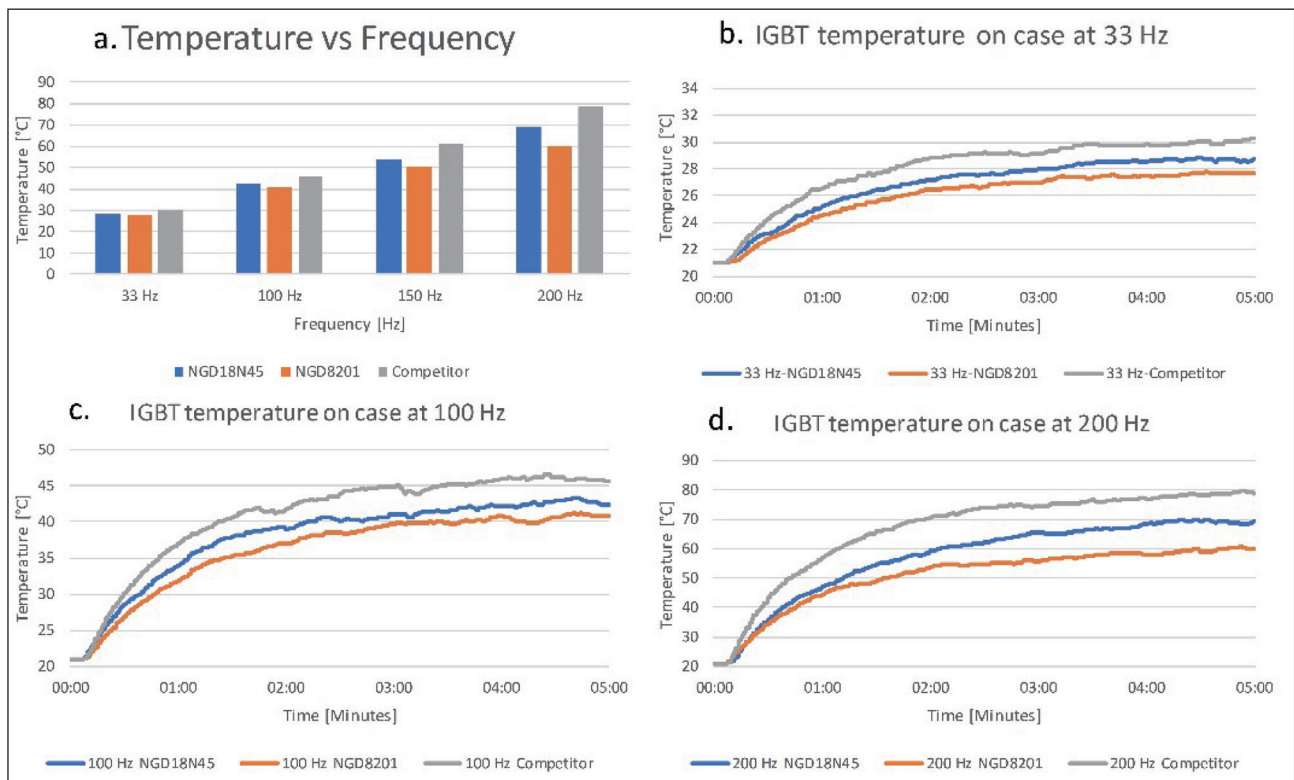 a. Temperature vs Frequency
Temperature [°C]
90
80
70
60
50
40
30
20
10
0
33 Hz 100 Hz 150 Hz 200 Hz
Frequency [Hz]
NGD18N45 NGD8201 Competitor
b. IGBT temperature on case at 33 Hz
Temperature [°C]
34
32
30
28
26
24
22
20
00:00 01:00 02:00 03:00 04:00 05:00
Time [Minutes]
33 Hz-NGD18N45 33 Hz-NGD8201 33 Hz-Competitor
c. IGBT temperature on case at 100 Hz
Temperature [°C]
50
45
40
35
30
25
20
00:00 01:00 02:00 03:00 04:00 05:00
Time [Minutes]
100 Hz NGD18N45 100 Hz NGD8201 100 Hz Competitor
d. IGBT temperature on case at 200 Hz
Temperature [°C]
90
80
70
60
50
40
30
20
00:00 01:00 02:00 03:00 04:00 05:00
Time [Minutes]
200 Hz NGD18N45 200 Hz NGD8201 200 Hz Competitor